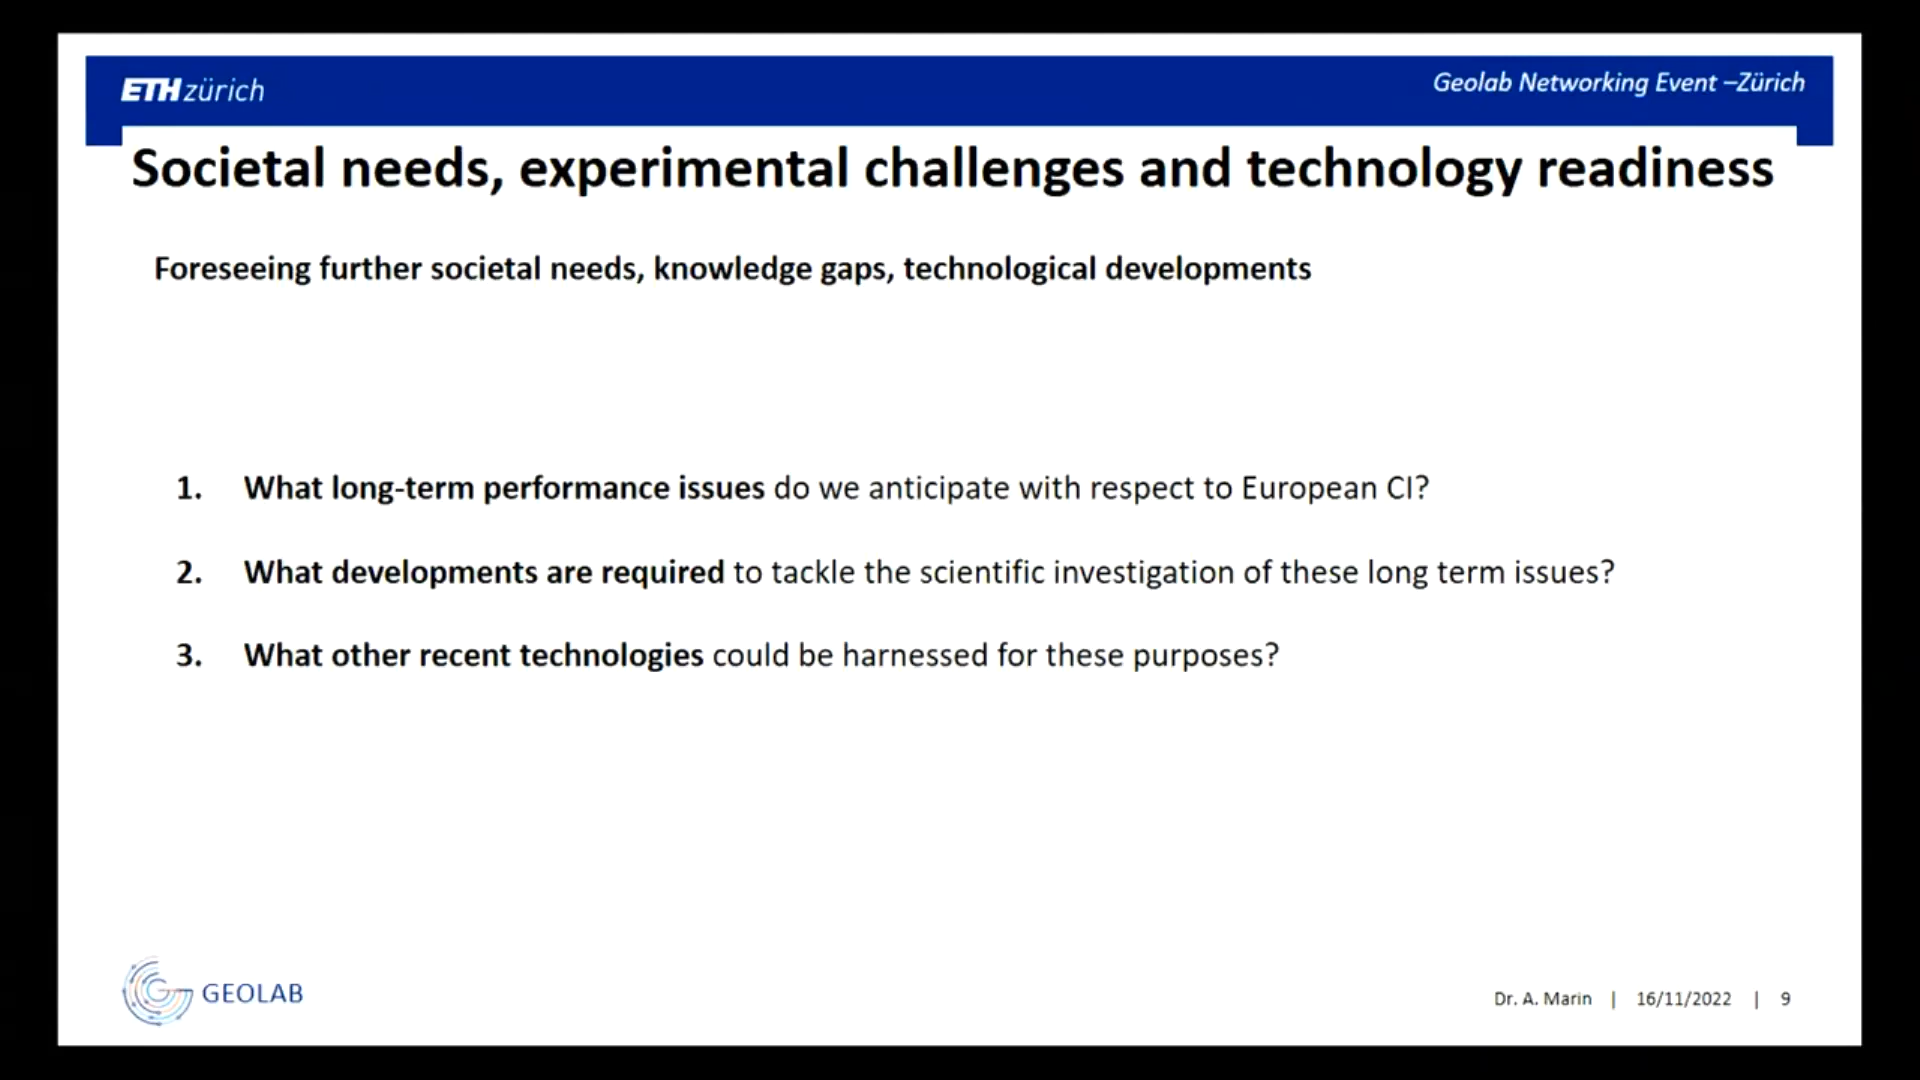 ETH zürich
Geolab Networking Event –Zürich
Societal needs, experimental challenges and technology readiness
Foreseeing further societal needs, knowledge gaps, technological developments
1. What long-term performance issues do we anticipate with respect to European CI?
2. What developments are required to tackle the scientific investigation of these long term issues?
3. What other recent technologies could be harnessed for these purposes?
GEOLAB
Dr. A. Marin | 16/11/2022 | 9